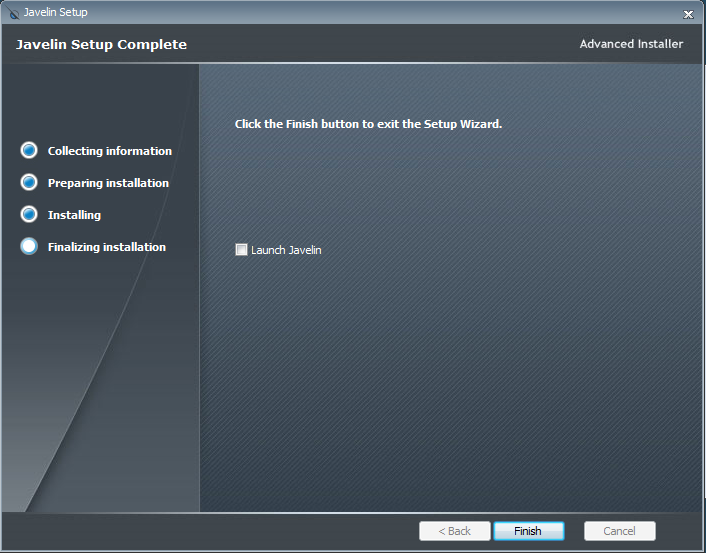 Javelin Setup
Javelin Setup Complete
Advanced Installer
Click the Finish button to exit the Setup Wizard.
Collecting information
Preparing installation
Installing
Finalizing installation
Launch Javelin
< Back
Finish
Cancel